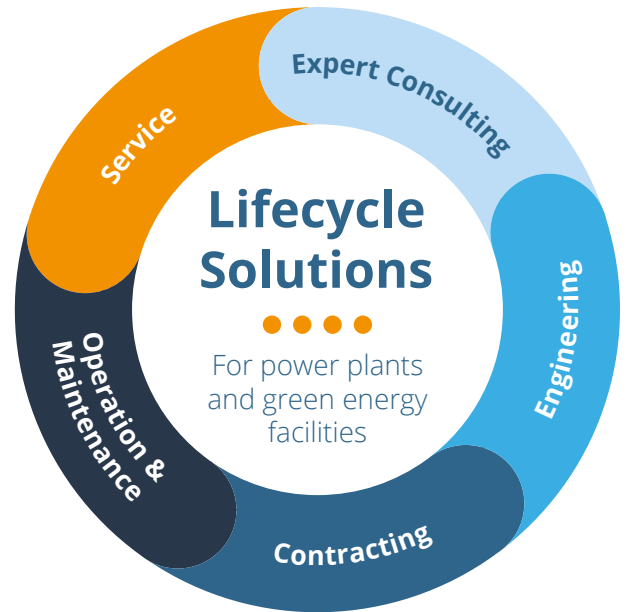 Lifecycle
Solutions
For power plants
and green energy
facilities
Expert Consulting
Engineering
Contracting
Operation &
Maintenance
Service